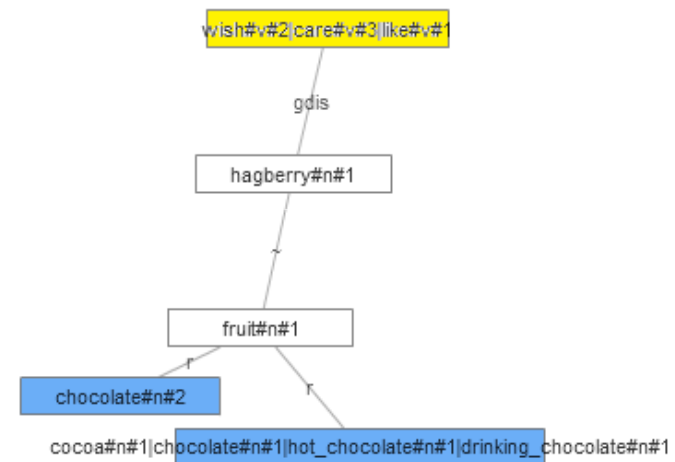 wish#v#2|care#v#3|like#v#1
gdis
hagberry#n#1
~
fruit#n#1
r
chocolate#n#2
r
cocoa#n#1|chocolate#n#1|hot_chocolate#n#1|drinking_chocolate#n#1